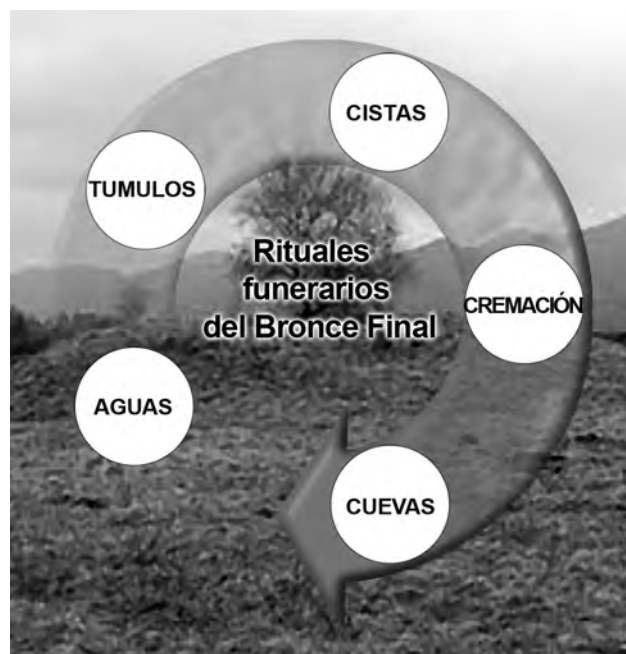 CISTAS
TUMULOS
Rituales
funerarios
del Bronce Final
CREMACIÓN
AGUAS
CUEVAS